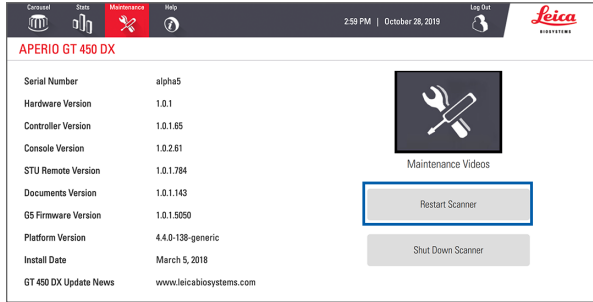 Carousel Stats Maintenance Help Log Out
2:59 PM | October 28, 2019
Leica
BIOSYSTEMS
APERIO GT 450 DX
Serial Number alpha5
Hardware Version 1.0.1
Controller Version 1.0.1.65
Console Version 1.0.2.61
STU Remote Version 1.0.1.784
Documents Version 1.0.1.143
G5 Firmware Version 1.0.1.5050
Platform Version 4.4.0-138-generic
Install Date March 5, 2018
GT 450 DX Update News www.leicabiosystems.com
Maintenance Videos
Restart Scanner
Shut Down Scanner